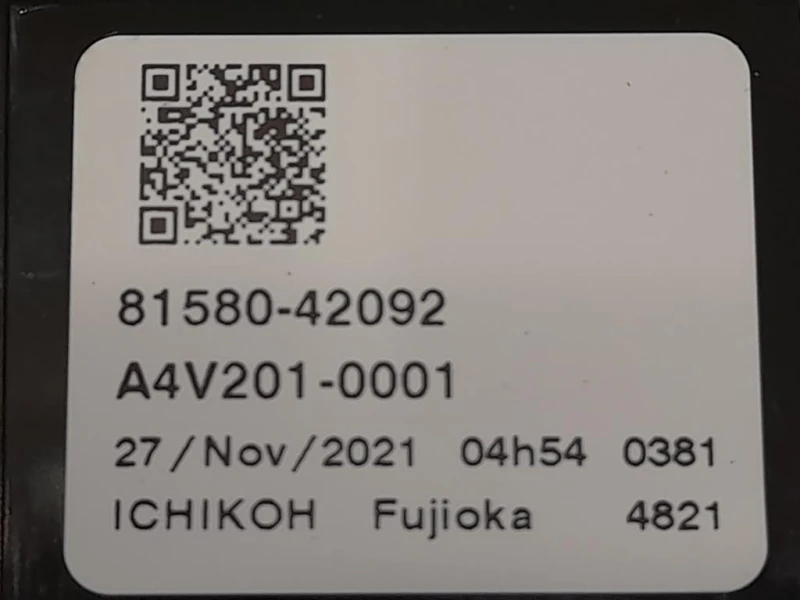 81580-42092
A4V201-0001
27/Nov/2021 04h54 0381
ICHIKOH Fujioka 4821